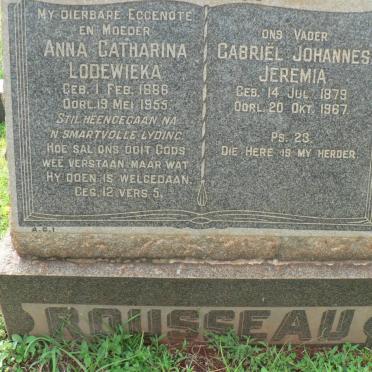 MY DIERBARE EGGENOTE
EN MOEDER
ANNA CATHARINA
LODEWIEKA
GEB. 1 FEB. 1886
OORL. 19 MEI 1955.
STIL HEENGEGAAN NA
'N SMARTVOLLE LYDING.
HOE SAL ONS OOIT GODS
WEE VERSTAAN, MAAR WAT
HY DOEN IS WELGEDAAN.
GES. 12 VERS 5.
ONS VADER
GABRIËL JOHANNES
JEREMIA
GEB. 14 JUL. 1879
OORL. 20 OKT. 1967.
PS. 23.
DIE HERE IS MY HERDER.
A.G.1
ROUSSEAU